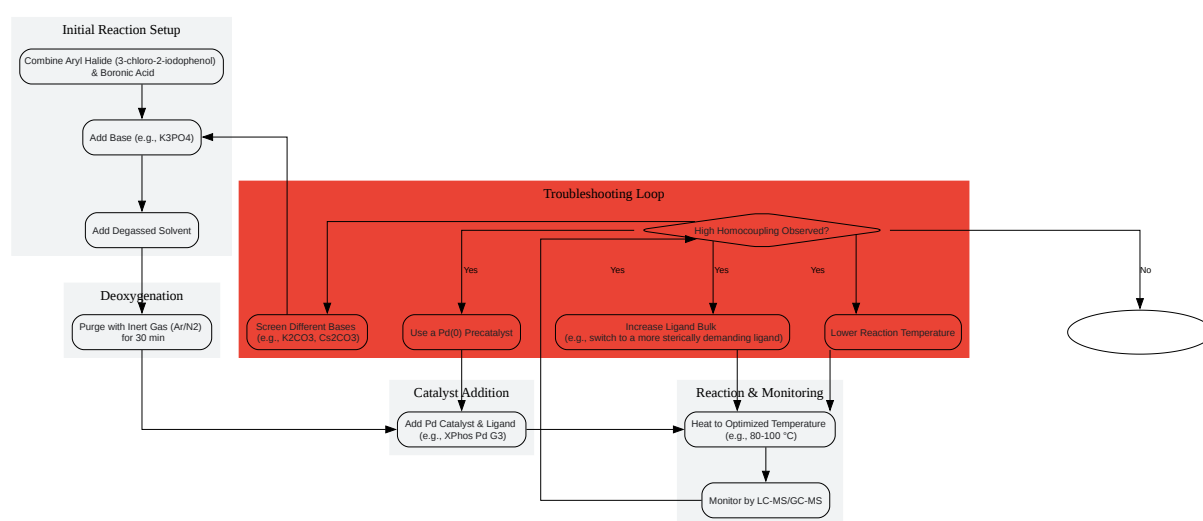 Initial Reaction Setup
Combine Aryl Halide (3-chloro-2-iodophenol)
& Boronic Acid
Add Base (e.g., K3PO4)
Add Degassed Solvent
Deoxygenation
Purge with Inert Gas (Ar/N2)
for 30 min
Troubleshooting Loop
High Homocoupling Observed?
Yes
Yes
Yes
Yes
No
Screen Different Bases
(e.g., K2CO3, Cs2CO3)
Use a Pd(0) Precatalyst
Increase Ligand Bulk
(e.g., switch to a more sterically demanding ligand)
Lower Reaction Temperature
Catalyst Addition
Add Pd Catalyst & Ligand
(e.g., XPhos Pd G3)
Reaction & Monitoring
Heat to Optimized Temperature
(e.g., 80-100 °C)
Monitor by LC-MS/GC-MS